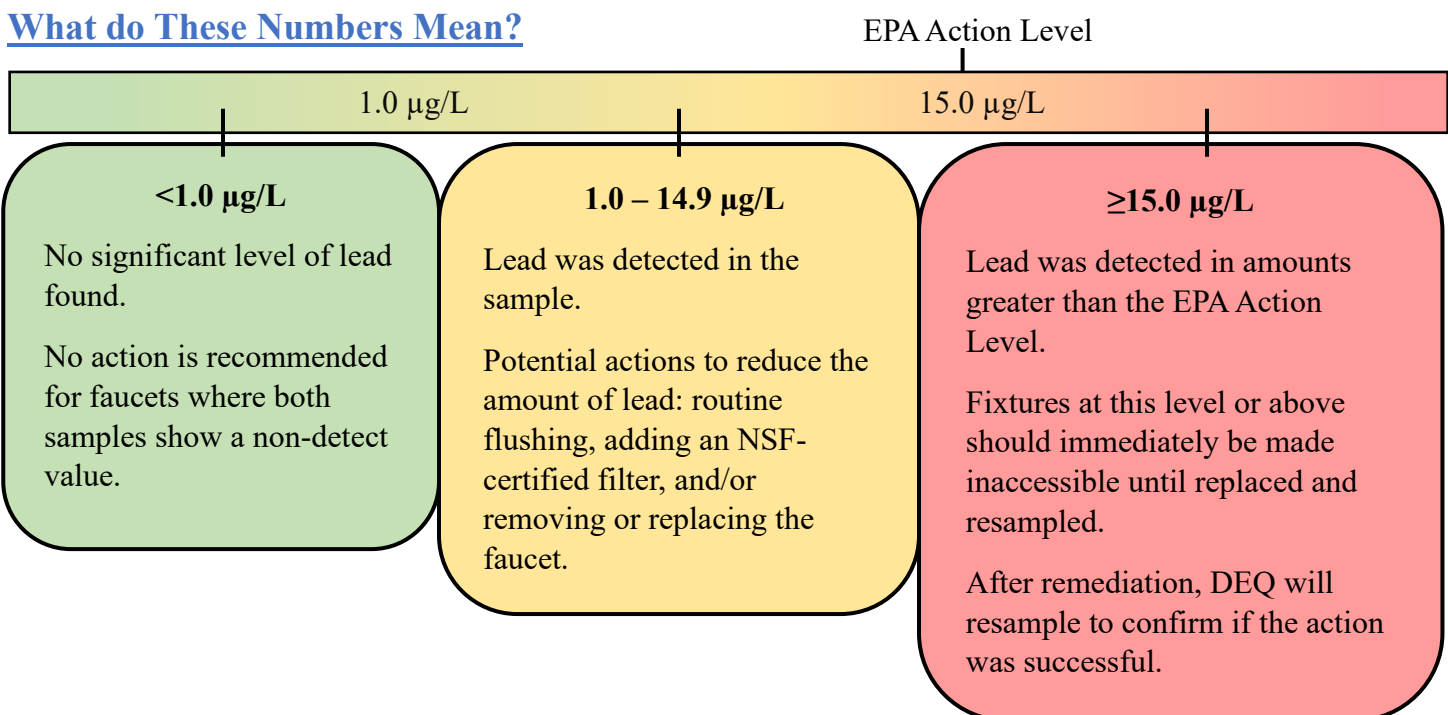 What do These Numbers Mean?
EPA Action Level
1.0 µg/L
15.0 µg/L
<1.0 µg/L
No significant level of lead
found.
No action is recommended
for faucets where both
samples show a non-detect
value.
1.0 – 14.9 µg/L
Lead was detected in the
sample.
Potential actions to reduce the
amount of lead: routine
flushing, adding an NSF-
certified filter, and/or
removing or replacing the
faucet.
≥15.0 µg/L
Lead was detected in amounts
greater than the EPA Action
Level.
Fixtures at this level or above
should immediately be made
inaccessible until replaced and
resampled.
After remediation, DEQ will
resample to confirm if the action
was successful.